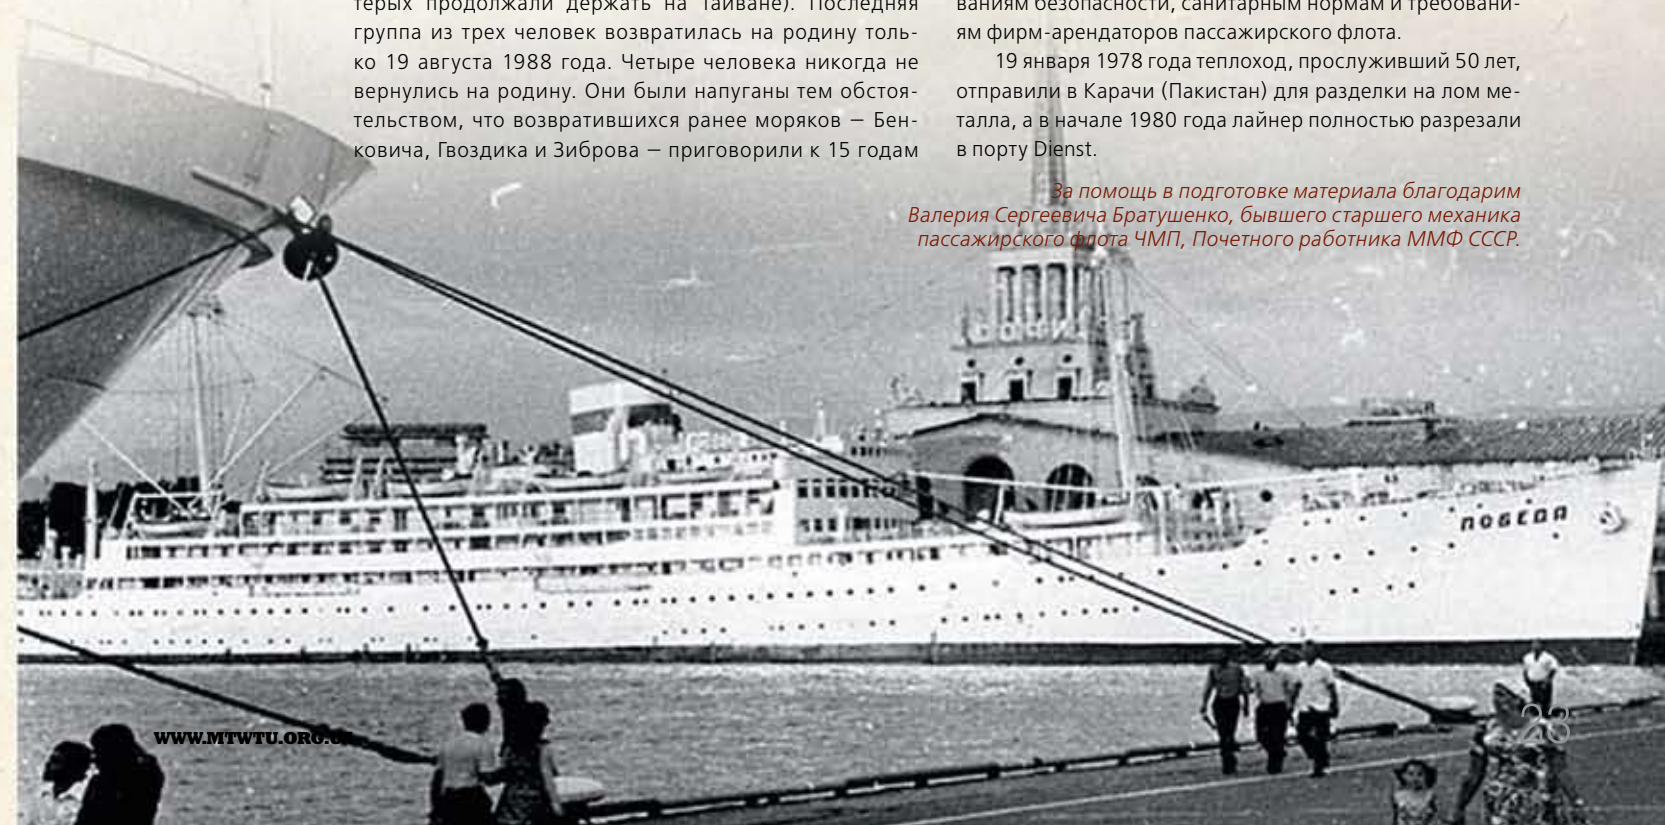 терых продолжали держать на Тайване). Последняя
группа из трех человек возвратилась на родину толь-
ко 19 августа 1988 года. Четыре человека никогда не
вернулись на родину. Они были напуганы тем обстоя-
тельством, что возвратившихся ранее моряков — Бен-
ковича, Гвоздика и Зиброва — приговорили к 15 годам
ваниям безопасности, санитарным нормам и требовани-
ям фирм-арендаторов пассажирского флота.
19 января 1978 года теплоход, прослуживший 50 лет,
отправили в Карачи (Пакистан) для разделки на лом ме-
талла, а в начале 1980 года лайнер полностью разрезали
в порту Dienst.
За помощь в подготовке материала благодарим
Валерия Сергеевича Братушенко, бывшего старшего механика
пассажирского флота ЧМП, Почетного работника ММФ СССР.
СОЧИ
ПОБЕДА
WWW.MTWTU.ORG.UA
23